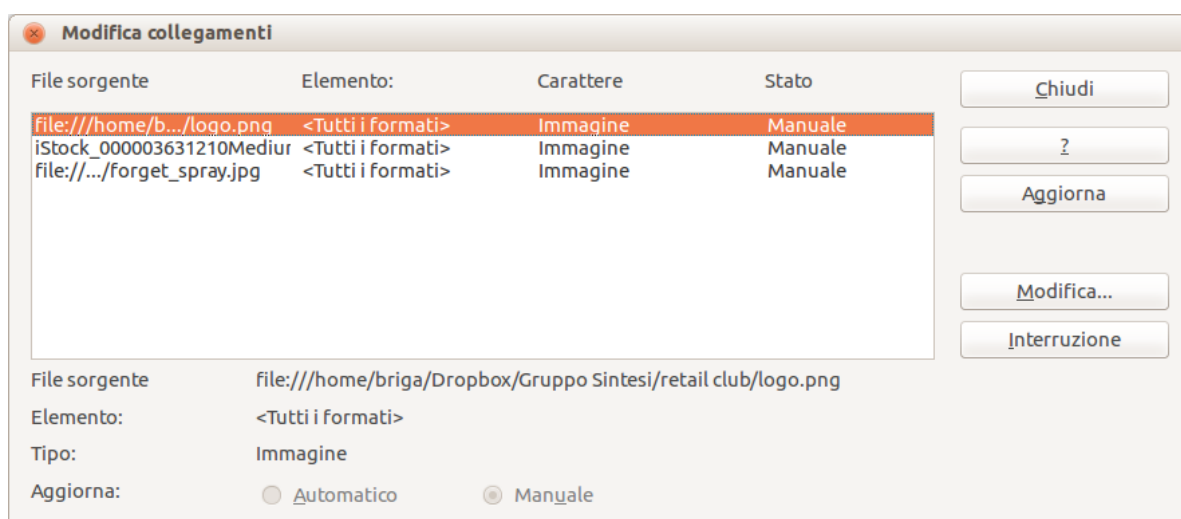 Modifica collegamenti
File sorgente Elemento: Carattere Stato
Chiudi
file:///home/b.../logo.png <Tutti i formati> Immagine Manuale
iStock_000003631210Mediur <Tutti i formati> Immagine Manuale
?
file://.../forget_spray.jpg <Tutti i formati> Immagine Manuale
Aggiorna
Modifica...
Interruzione
File sorgente file:///home/briga/Dropbox/Gruppo Sintesi/retail club/logo.png
Elemento: <Tutti i formati>
Tipo: Immagine
Aggiorna: Automatico Manuale